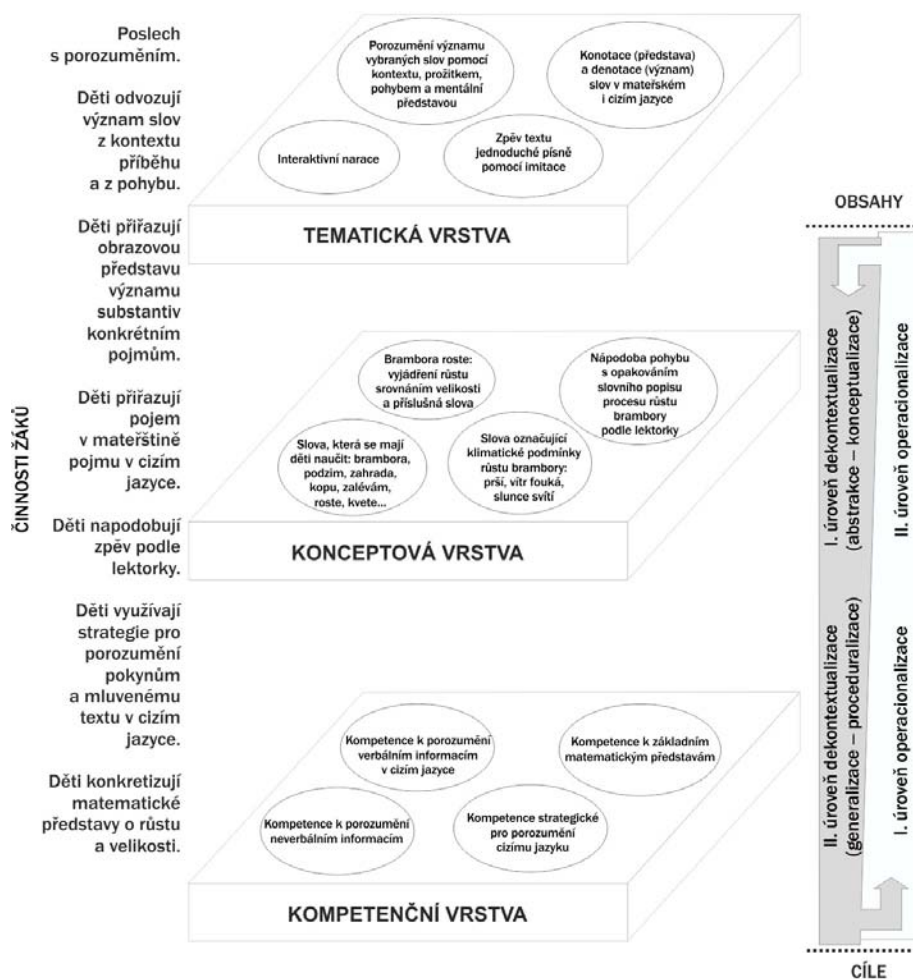 ČINNOSTI ŽÁKŮ
Poslech
s porozuměním.
Děti odvozují
význam slov
z kontextu
příběhu
a z pohybu.
Děti přiřazují
obrazovou
představu
významu
substantiv
konkrétním
pojmům.
Děti přiřazují
pojem
v mateřštině
pojmu v cizím
jazyce.
Děti napodobují
zpěv podle
lektorky.
Děti využívají
strategie pro
porozumění
pokynům
a mluvenému
textu v cizím
jazyce.
Děti konkretizují
matematické
představy o růstu
a velikosti.
Porozumění významu
vybraných slov pomocí
kontextu, prožitkem,
pohybem a mentální
představou
Konotace (představa)
a denotace (význam)
slov v mateřském
i cizím jazyce
Interaktivní narace
Zpěv textu
jednoduché písně
pomocí imitace
TEMATICKÁ VRSTVA
Brambora roste:
vyjádření růstu
srovnáním velikosti
a příslušná slova
Nápodoba pohybu
s opakováním
slovního popisu
procesu růstu
brambory
podle lektorky
Slova, která se mají
děti naučit: brambora,
podzim, zahrada,
kopu, zalévám,
roste, kvete...
Slova označující
klimatické podmínky
růstu brambory:
prší, vítr fouká,
slunce svítí
KONCEPTOVÁ VRSTVA
Kompetence k porozumění
verbálním informacím
v cizím jazyce
Kompetence k základním
matematickým představám
Kompetence k porozumění
neverbálním informacím
Kompetence strategické
pro porozumění
cizímu jazyku
KOMPETENČNÍ VRSTVA
OBSAHY
I. úroveň dekontextualizace
(abstrakce – konceptualizace)
II. úroveň operacionalizace
II. úroveň dekontextualizace
(generalizace – proceduralizace)
I. úroveň operacionalizace
CÍLE